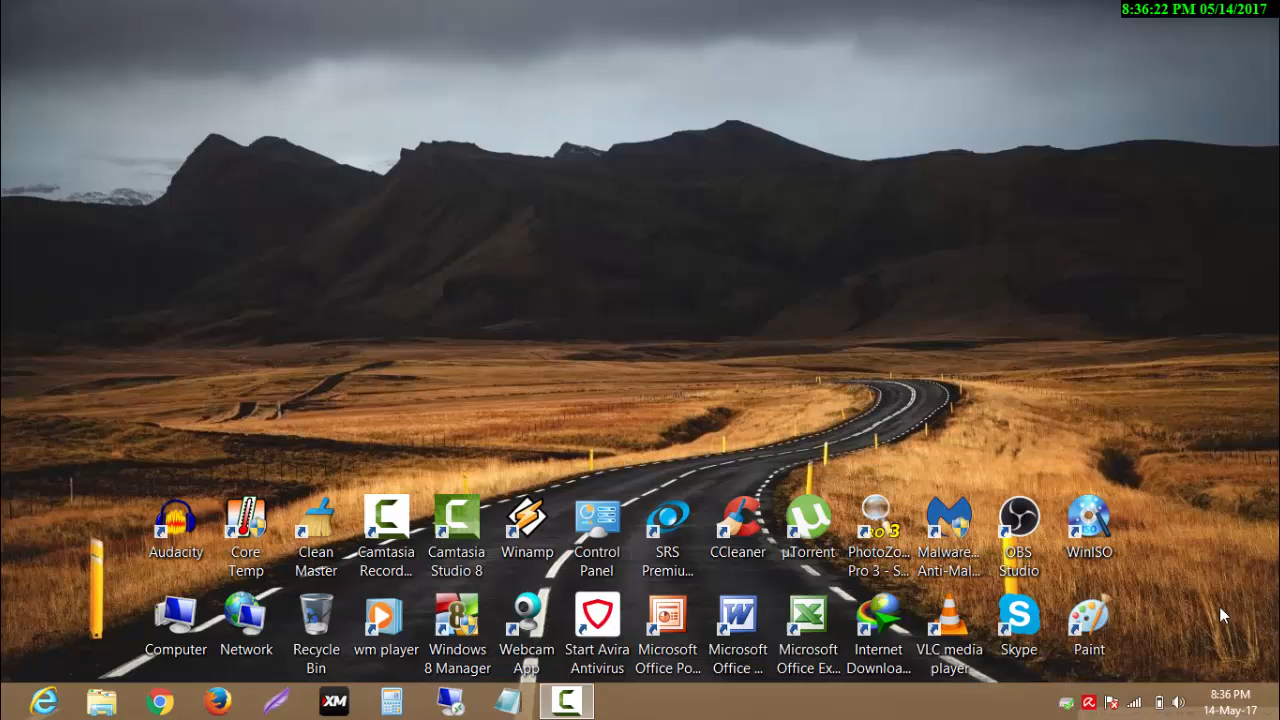 8:36:22 PM 05/14/2017
Audacity
Core
Temp
Clean
Master
Camtasia
Record...
Camtasia
Studio 8
Winamp
Control
Panel
SRS
Premiu...
CCleaner
µTorrent
PhotoZo...
Pro 3 - S...
Malware...
Anti-Mal...
OBS
Studio
WinISO
Computer
Network
Recycle
Bin
wm player
Windows
8 Manager
Webcam
App
Start Avira
Antivirus
Microsoft
Office Po...
Microsoft
Office ...
Microsoft
Office Ex...
Internet
Downloa...
VLC media
player
Skype
Paint
XM
8:36 PM
14-May-17